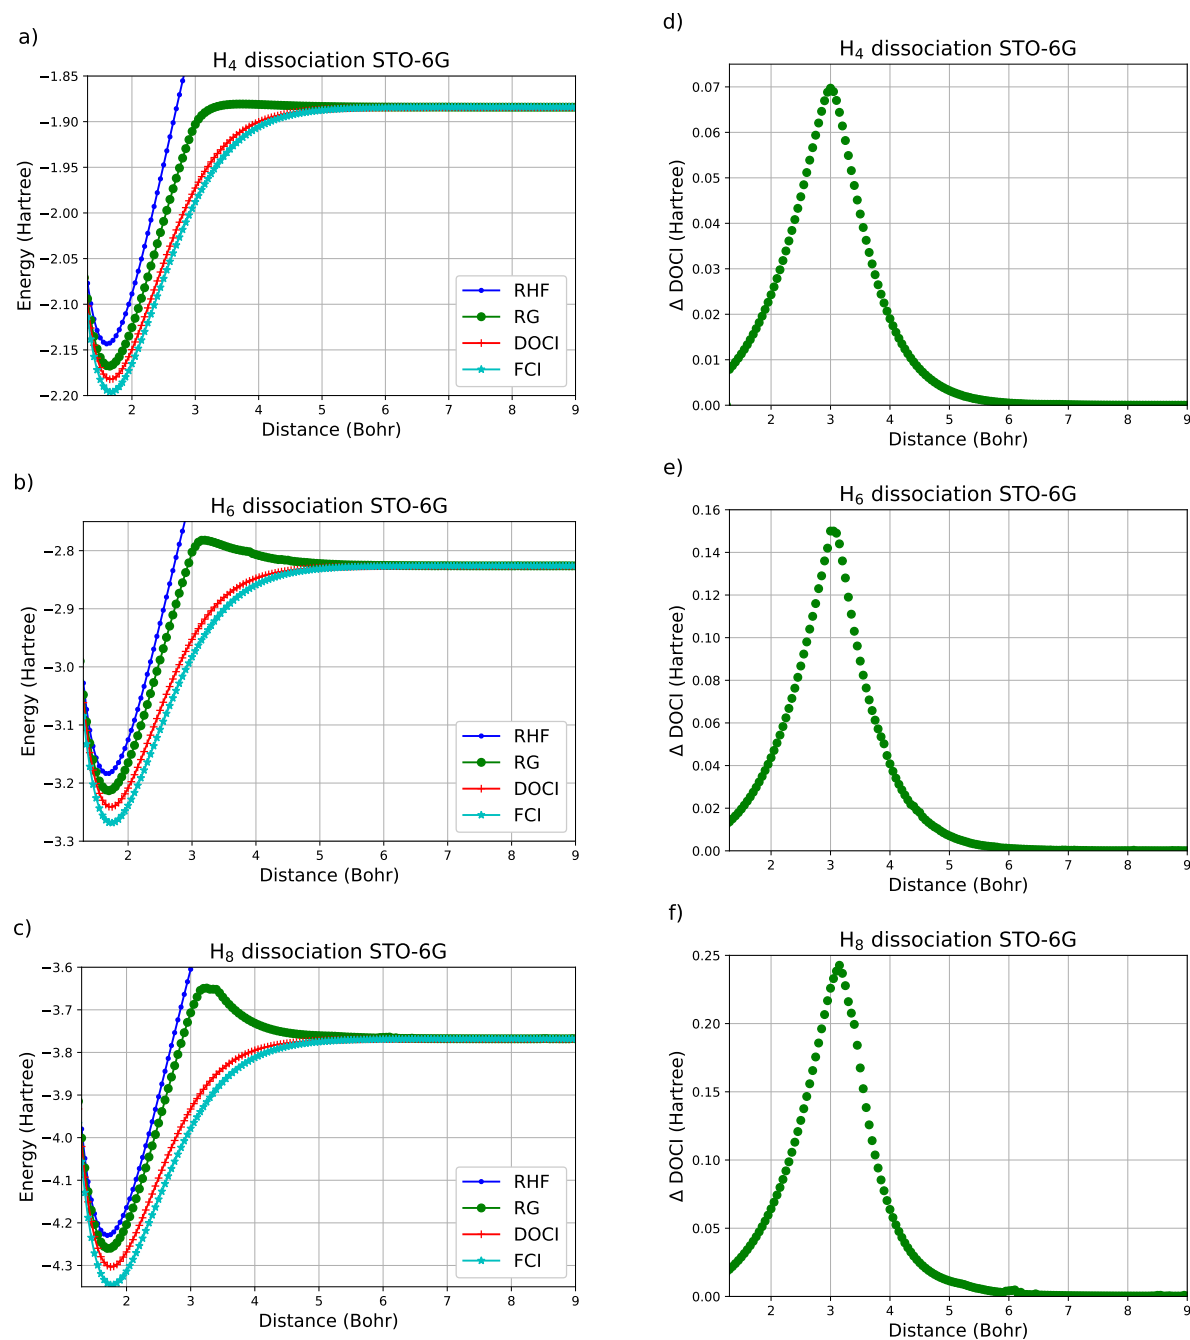 a)
H₄ dissociation STO-6G
Energy (Hartree)
−1.85
−1.90
−1.95
−2.00
−2.05
−2.10
−2.15
−2.20
2 3 4 5 6 7 8 9
Distance (Bohr)
RHF
RG
DOCI
FCI
d)
H₄ dissociation STO-6G
Δ DOCI (Hartree)
0.07
0.06
0.05
0.04
0.03
0.02
0.01
0.00
2 3 4 5 6 7 8 9
Distance (Bohr)
b)
H₆ dissociation STO-6G
Energy (Hartree)
−2.8
−2.9
−3.0
−3.1
−3.2
−3.3
2 3 4 5 6 7 8 9
Distance (Bohr)
RHF
RG
DOCI
FCI
e)
H₆ dissociation STO-6G
Δ DOCI (Hartree)
0.16
0.14
0.12
0.10
0.08
0.06
0.04
0.02
0.00
2 3 4 5 6 7 8 9
Distance (Bohr)
c)
H₈ dissociation STO-6G
Energy (Hartree)
−3.6
−3.7
−3.8
−3.9
−4.0
−4.1
−4.2
−4.3
2 3 4 5 6 7 8 9
Distance (Bohr)
RHF
RG
DOCI
FCI
f)
H₈ dissociation STO-6G
Δ DOCI (Hartree)
0.25
0.20
0.15
0.10
0.05
0.00
2 3 4 5 6 7 8 9
Distance (Bohr)